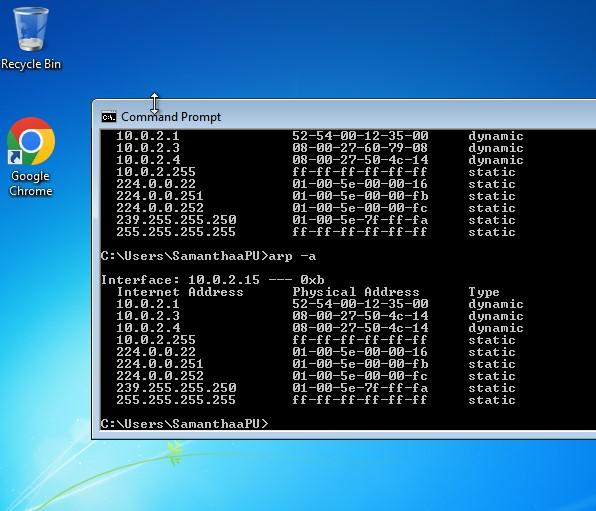 Recycle Bin
Google
Chrome
Command Prompt
10.0.2.1 52-54-00-12-35-00 dynamic
10.0.2.3 08-00-27-60-79-08 dynamic
10.0.2.4 08-00-27-50-4c-14 dynamic
10.0.2.255 ff-ff-ff-ff-ff-ff static
224.0.0.22 01-00-5e-00-00-16 static
224.0.0.251 01-00-5e-00-00-fb static
224.0.0.252 01-00-5e-00-00-fc static
239.255.255.250 01-00-5e-7f-ff-fa static
255.255.255.255 ff-ff-ff-ff-ff-ff static
C:\Users\SamanthaaPU>arp -a
Interface: 10.0.2.15 --- 0xb
Internet Address Physical Address Type
10.0.2.1 52-54-00-12-35-00 dynamic
10.0.2.3 08-00-27-50-4c-14 dynamic
10.0.2.4 08-00-27-50-4c-14 dynamic
10.0.2.255 ff-ff-ff-ff-ff-ff static
224.0.0.22 01-00-5e-00-00-16 static
224.0.0.251 01-00-5e-00-00-fb static
224.0.0.252 01-00-5e-00-00-fc static
239.255.255.250 01-00-5e-7f-ff-fa static
255.255.255.255 ff-ff-ff-ff-ff-ff static
C:\Users\SamanthaaPU>